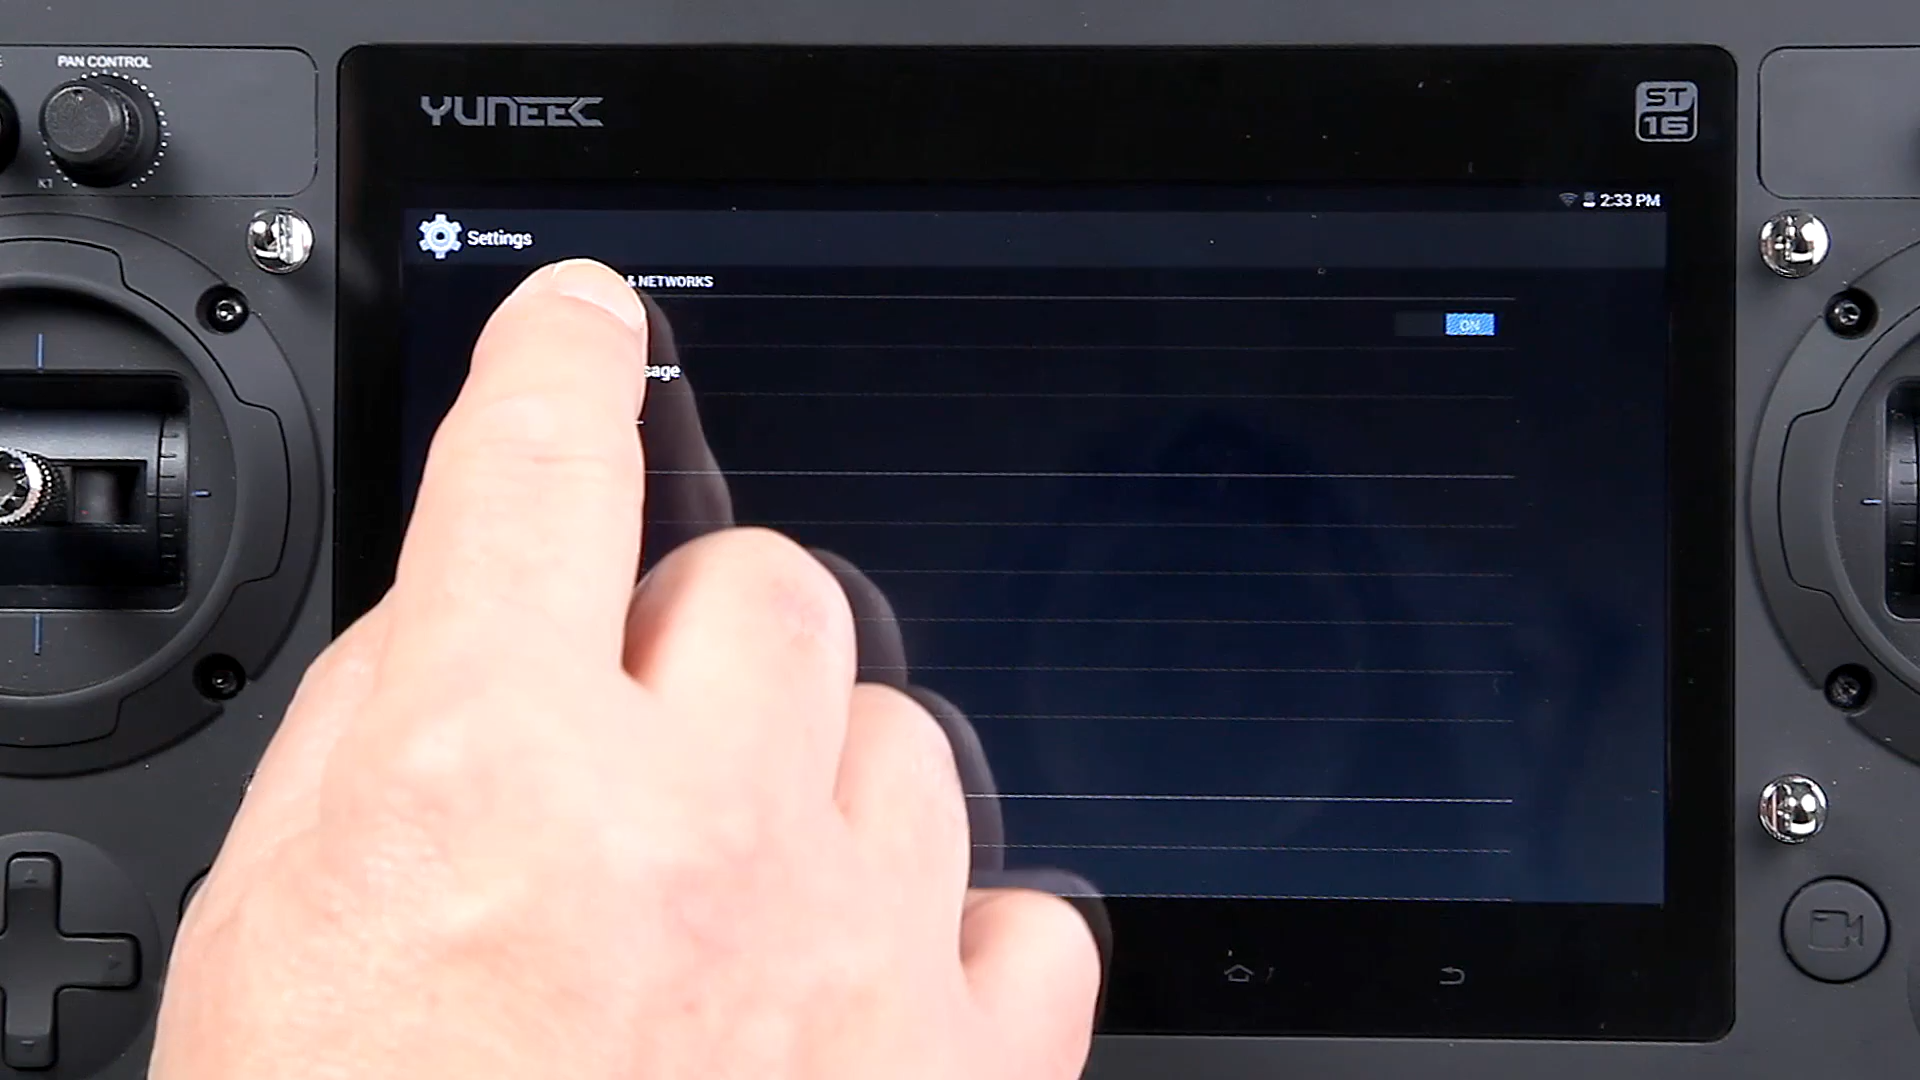 PAN CONTROL
K1
YUNEEC
ST
16
2:33 PM
Settings
& NETWORKS
ON
sage